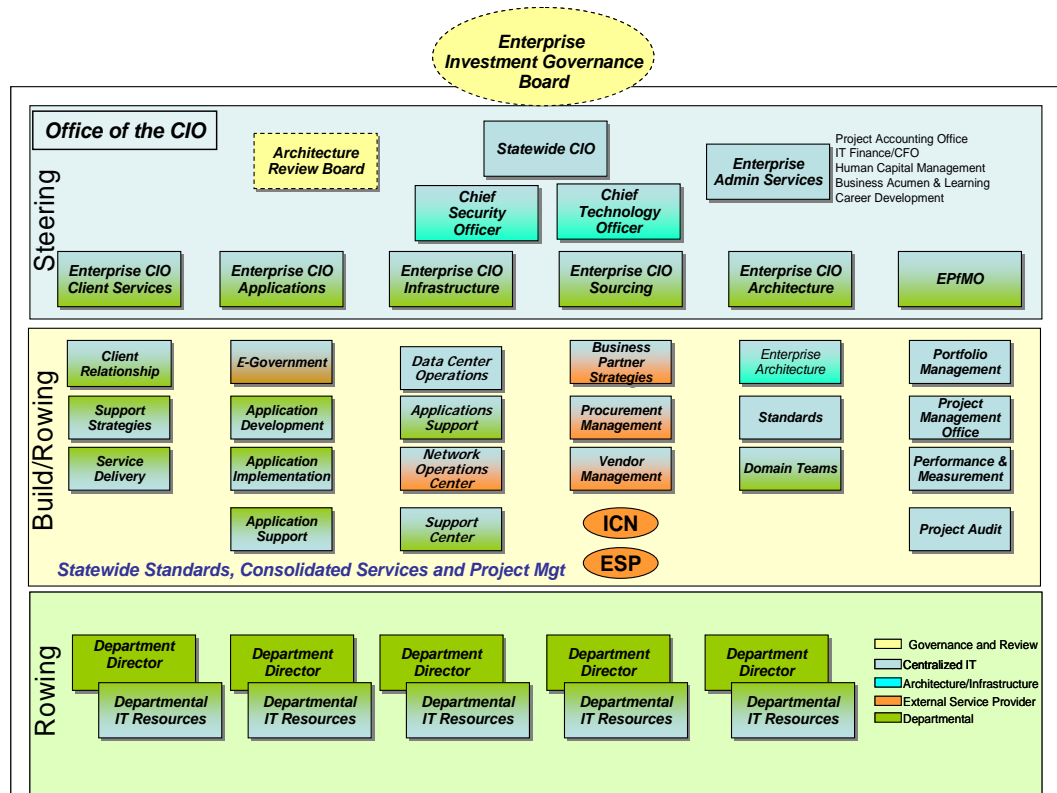 Enterprise
Investment Governance
Board
Office of the CIO
Steering
Architecture
Review Board
Statewide CIO
Enterprise
Admin Services
Project Accounting Office
IT Finance/CFO
Human Capital Management
Business Acumen & Learning
Career Development
Chief
Security
Officer
Chief
Technology
Officer
Enterprise CIO
Client Services
Enterprise CIO
Applications
Enterprise CIO
Infrastructure
Enterprise CIO
Sourcing
Enterprise CIO
Architecture
EPfMO
Build/Rowing
Client
Relationship
E-Government
Data Center
Operations
Business
Partner
Strategies
Enterprise
Architecture
Portfolio
Management
Support
Strategies
Application
Development
Applications
Support
Procurement
Management
Standards
Project
Management
Office
Service
Delivery
Application
Implementation
Network
Operations
Center
Vendor
Management
Domain Teams
Performance &
Measurement
Application
Support
Support
Center
ICN
Project Audit
ESP
Statewide Standards, Consolidated Services and Project Mgt
Rowing
Department
Director
Departmental
IT Resources
Department
Director
Departmental
IT Resources
Department
Director
Departmental
IT Resources
Department
Director
Departmental
IT Resources
Department
Director
Departmental
IT Resources
Governance and Review
Centralized IT
Architecture/Infrastructure
External Service Provider
Departmental